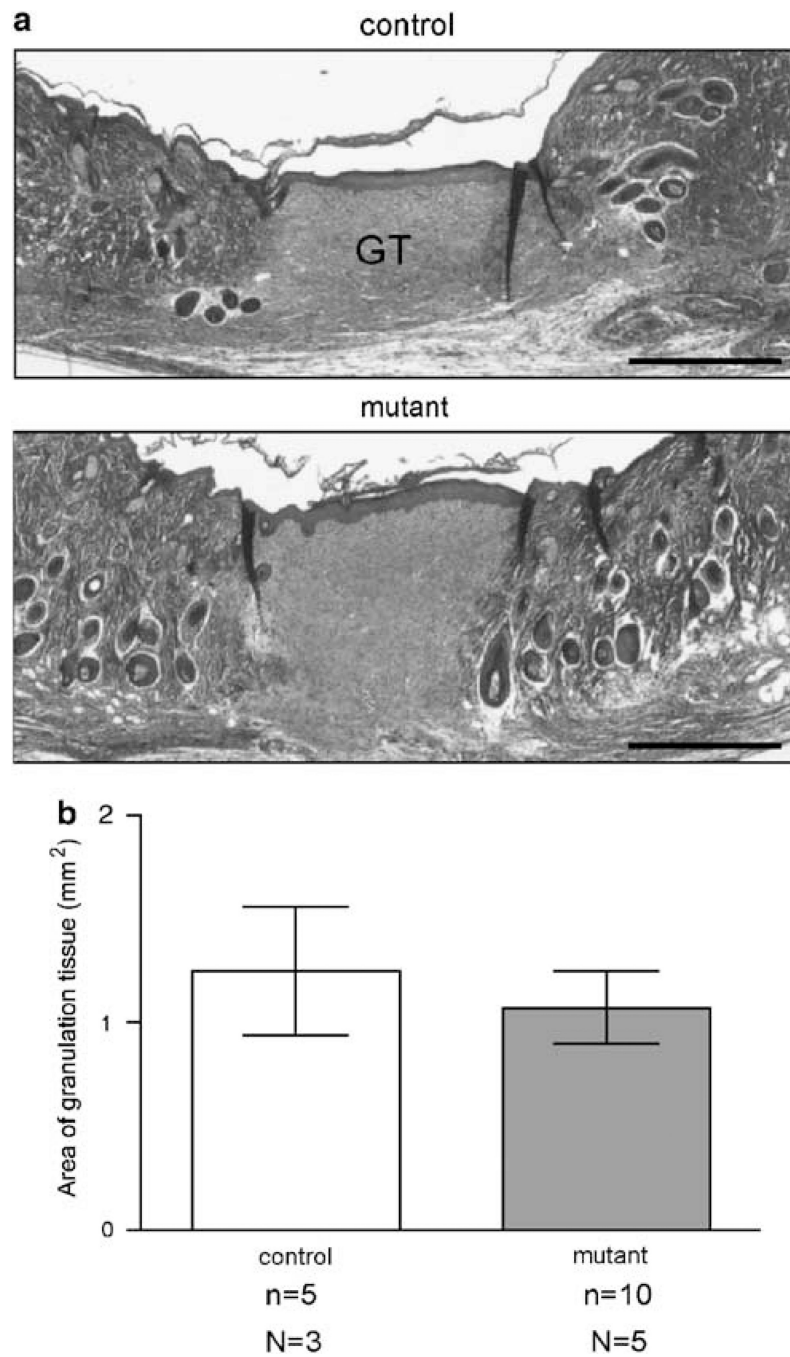 a
control
GT
mutant
b
Area of granulation tissue (mm²)
2
1
0
control
mutant
n=5
n=10
N=3
N=5